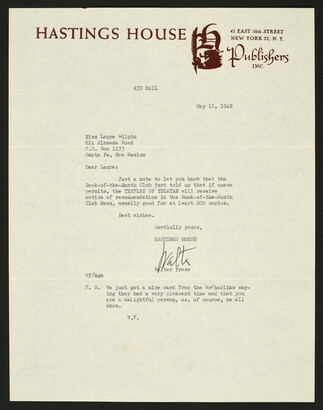 HASTINGS HOUSE
41 EAST 50th STREET
NEW YORK 22, N. Y.
Publishers
INC.
AIR MAIL
May 12, 1948
Miss Laura Gilpin
624 Alameda Road
P.O. Box 1173
Santa Fe, New Mexico
Dear Laura:
Just a note to let you know that the
Book-of-the-Month Club just told us that if space
permits, the TEMPLES OF YUCATAN will receive
notice of recommendation in the Book-of-the-Month
Club News, usually good for at least 200 copies.
Best wishes.
Cordially yours,
HASTINGS HOUSE
Walter
Walter Frese
WF/mgm
P. S. We just got a nice card from the say-
ing they had a very pleasant time and that you
are a delightful person, as, of course, we all
know.
W.F.